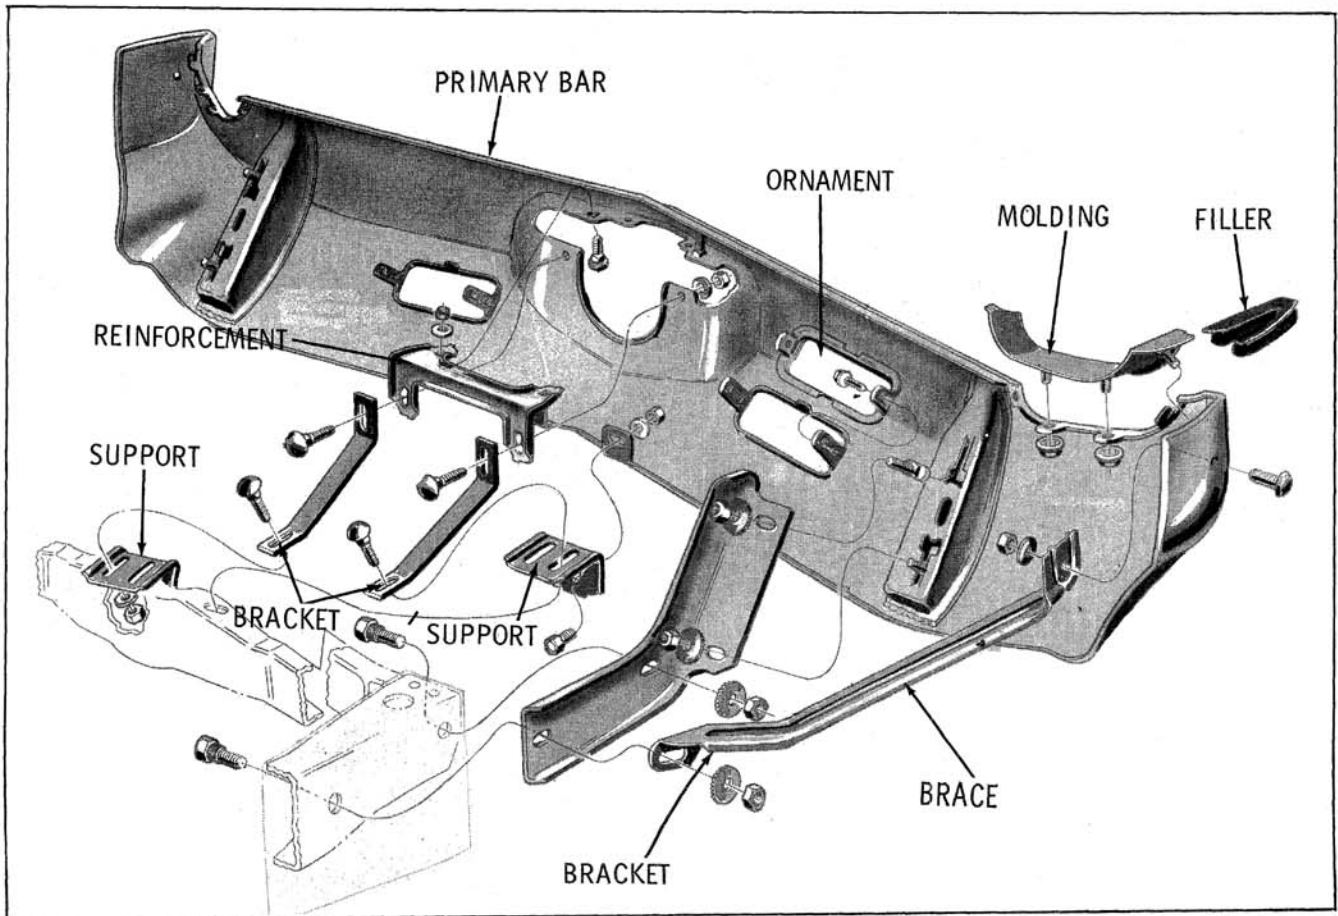 PRIMARY BAR
ORNAMENT
MOLDING
FILLER
REINFORCEMENT
SUPPORT
BRACKET
SUPPORT
BRACE
BRACKET